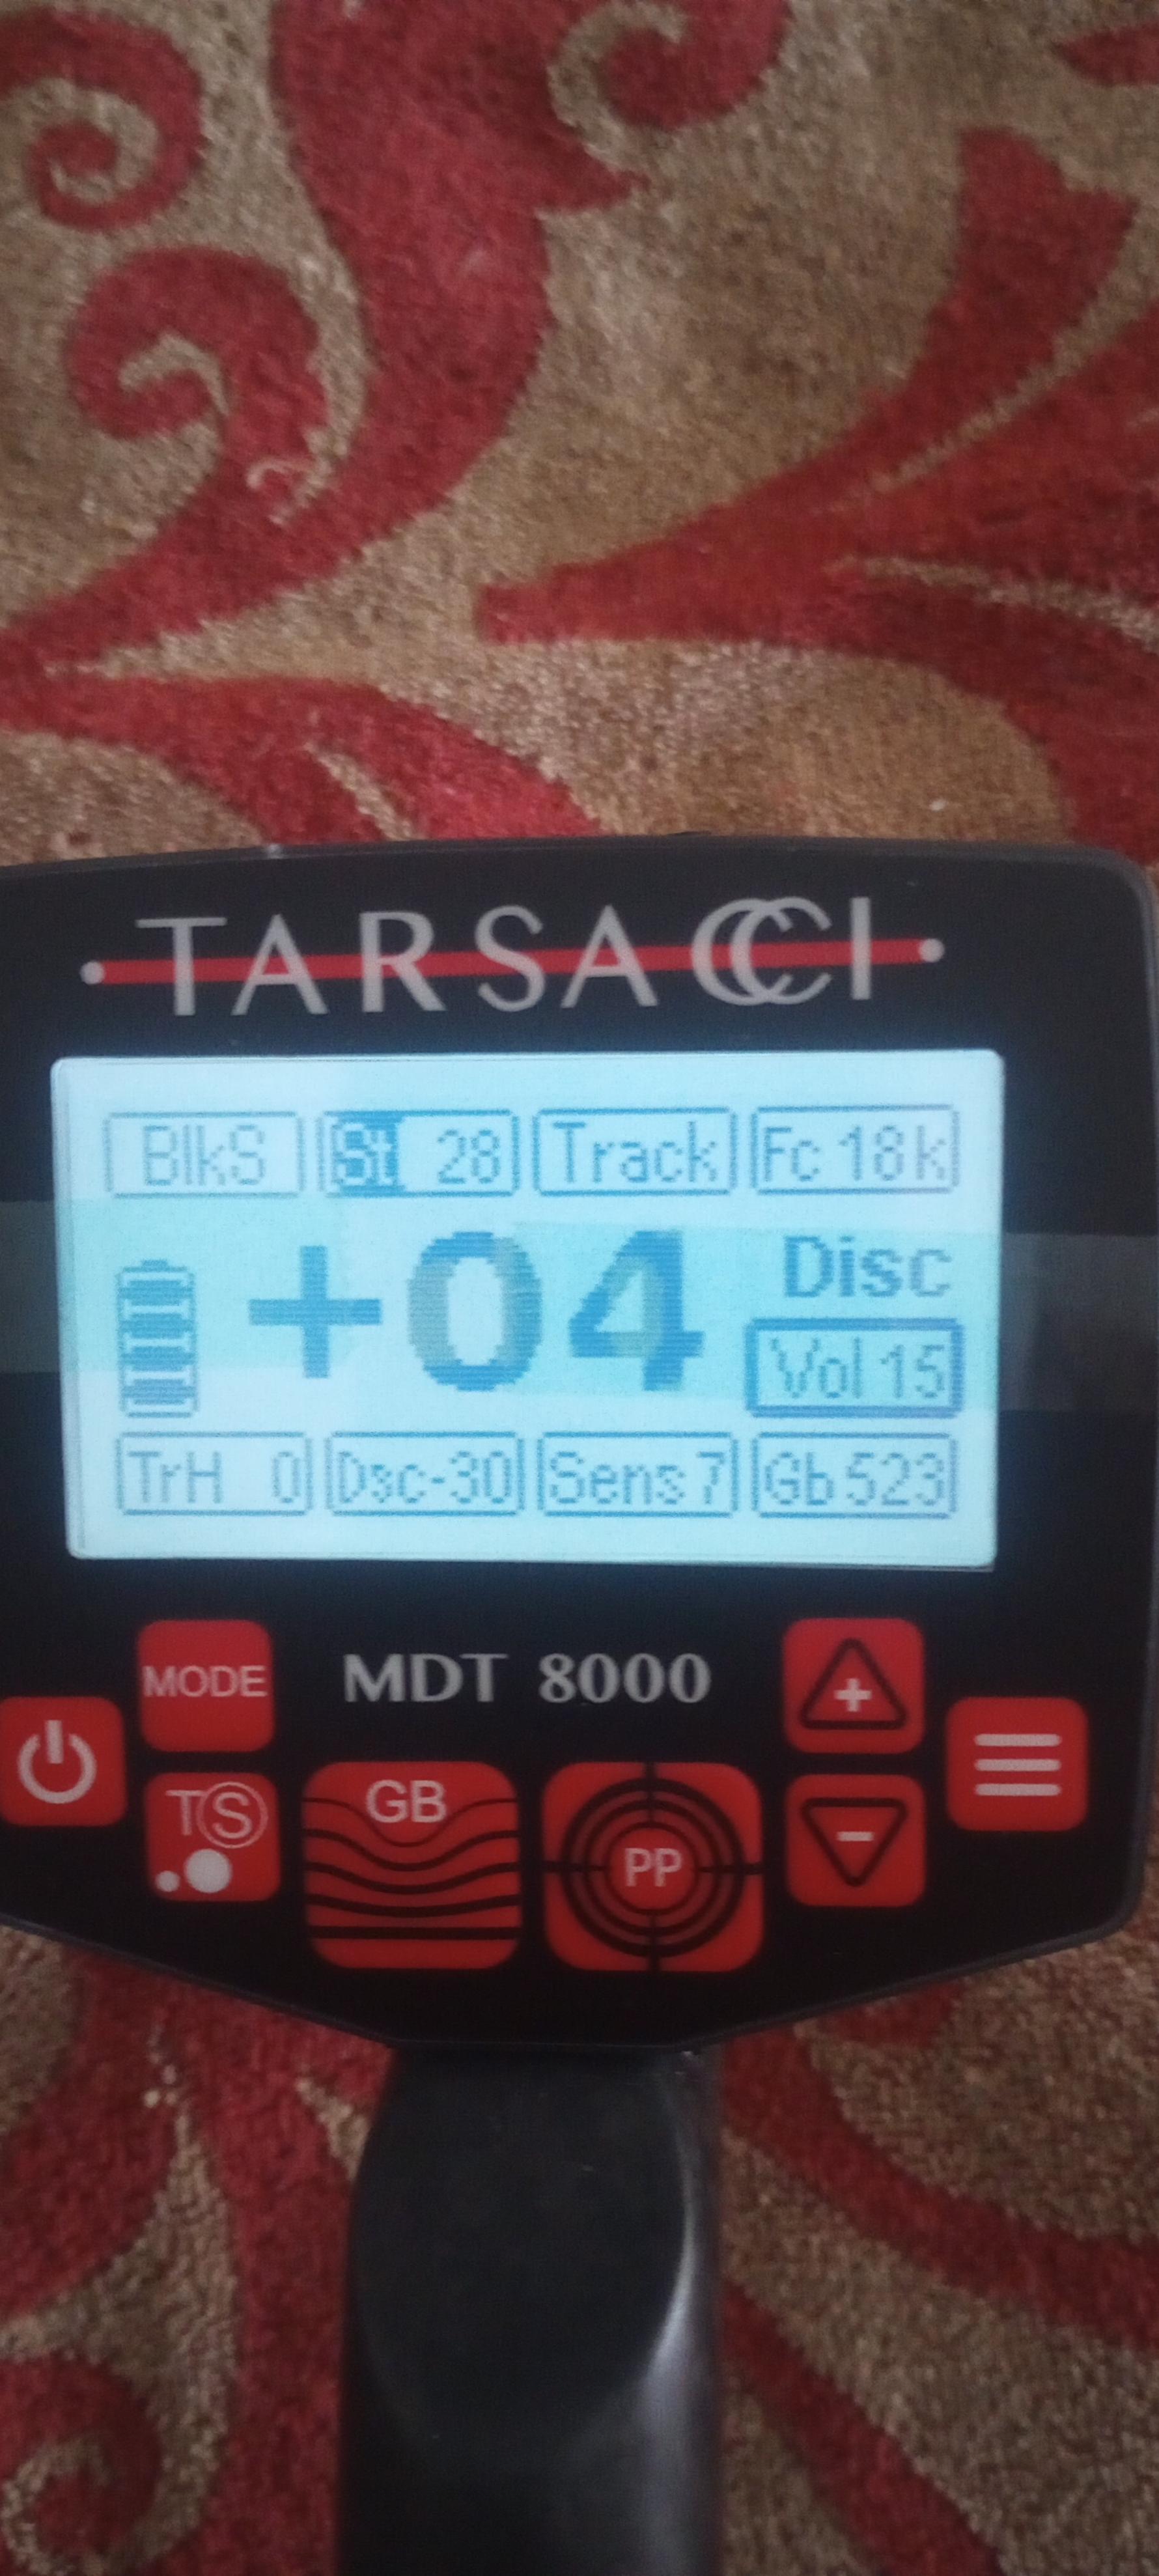 TARSACCI
BlkS St 28 Track Fc 18k
+04 Disc
Vol 15
TrH 0 Dsc-30 Sens 7 Gb 523
MODE MDT 8000 +
TS GB PP -